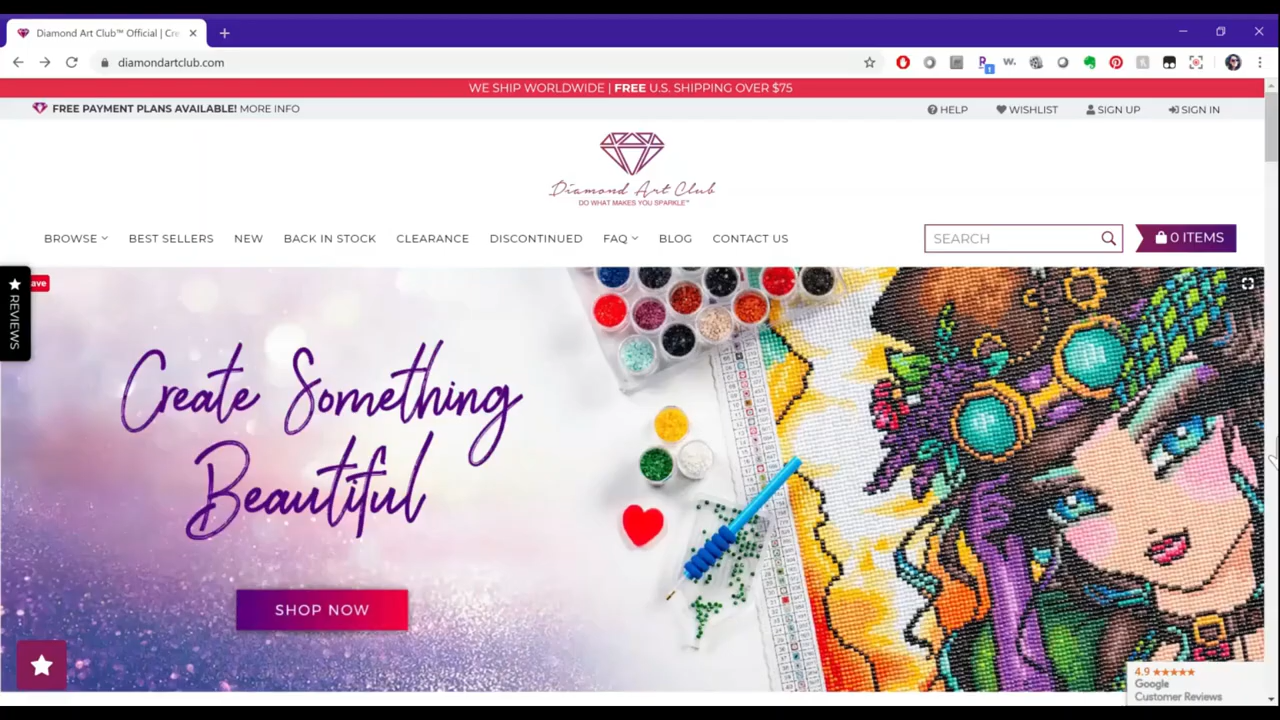 Diamond Art Club™ Official | Cre
diamondartclub.com
WE SHIP WORLDWIDE | FREE U.S. SHIPPING OVER $75
FREE PAYMENT PLANS AVAILABLE! MORE INFO
HELP
WISHLIST
SIGN UP
SIGN IN
Diamond Art Club
DO WHAT MAKES YOU SPARKLE™
BROWSE
BEST SELLERS
NEW
BACK IN STOCK
CLEARANCE
DISCONTINUED
FAQ
BLOG
CONTACT US
SEARCH
0 ITEMS
ave
REVIEWS
Create Something
Beautiful
SHOP NOW
4.9 ★★★★★
Google
Customer Reviews